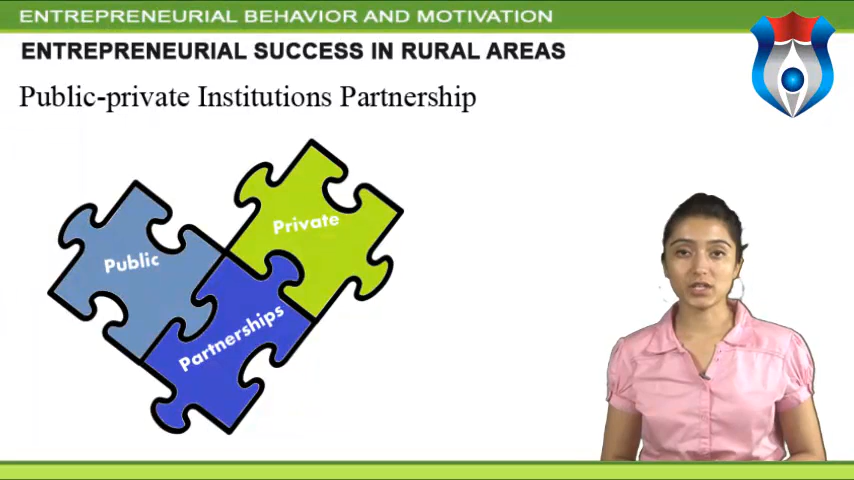 ENTREPRENEURIAL BEHAVIOR AND MOTIVATION
ENTREPRENEURIAL SUCCESS IN RURAL AREAS
Public-private Institutions Partnership
Private
Public
Partnerships